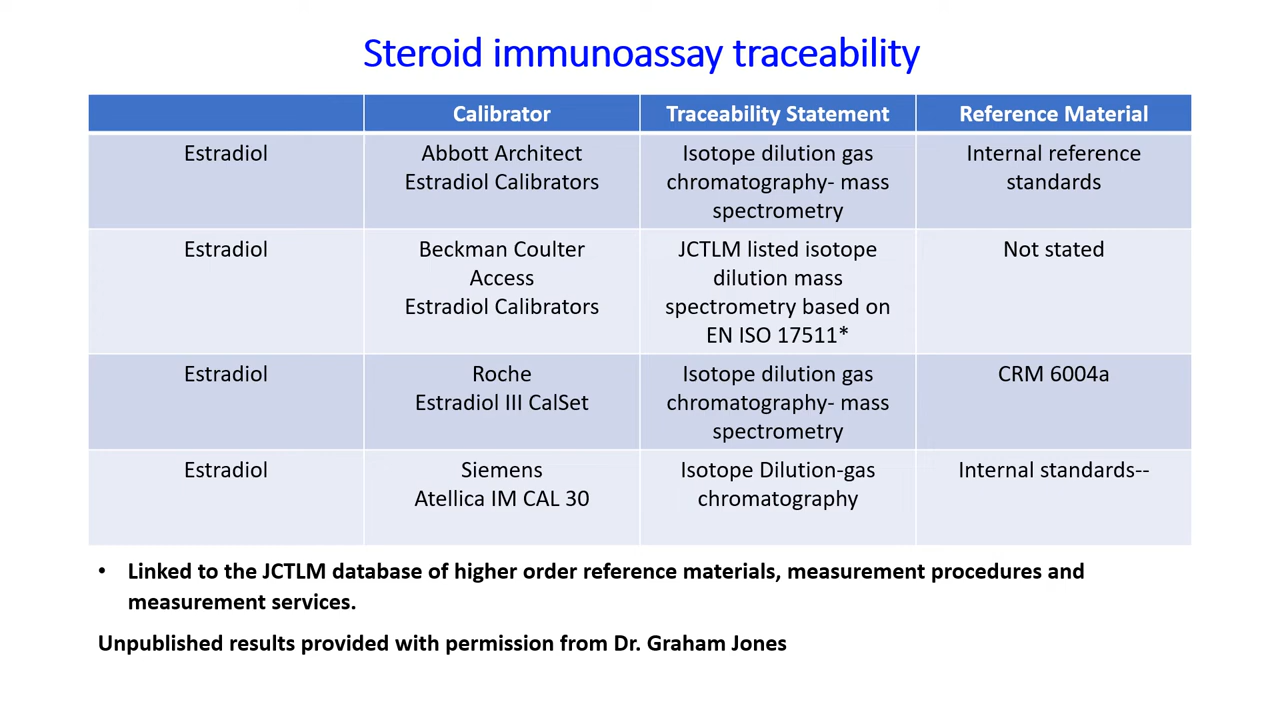 Steroid immunoassay traceability
Calibrator
Traceability Statement
Reference Material
Estradiol
Abbott Architect
Estradiol Calibrators
Isotope dilution gas
chromatography- mass
spectrometry
Internal reference
standards
Estradiol
Beckman Coulter
Access
Estradiol Calibrators
JCTLM listed isotope
dilution mass
spectrometry based on
EN ISO 17511*
Not stated
Estradiol
Roche
Estradiol III CalSet
Isotope dilution gas
chromatography- mass
spectrometry
CRM 6004a
Estradiol
Siemens
Atellica IM CAL 30
Isotope Dilution-gas
chromatography
Internal standards--
• Linked to the JCTLM database of higher order reference materials, measurement procedures and
measurement services.
Unpublished results provided with permission from Dr. Graham Jones